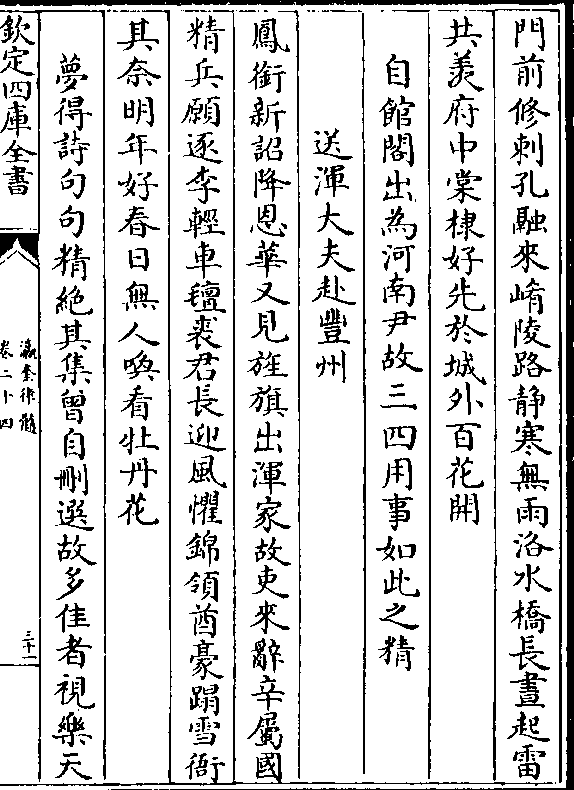 門前修刺孔融來崤陵路静寒無雨洛水橋長晝起雷
共羡府中棠棣好先於城外百花開
自館閣出為河南尹故三四用事如此之精
送渾大夫赴豐州
鳳銜新詔降恩華又見旌旗出渾家故吏來辭辛屬國
精兵願逐李輕車氊裘君長迎風懼錦領酋豪蹋雪衙
其奈明年好春日無人喚看牡丹花
夢得詩句句精絶其集曾自刪選故多佳者視樂天
欽定四庫全書
瀛奎律髓
卷二十四
三十一